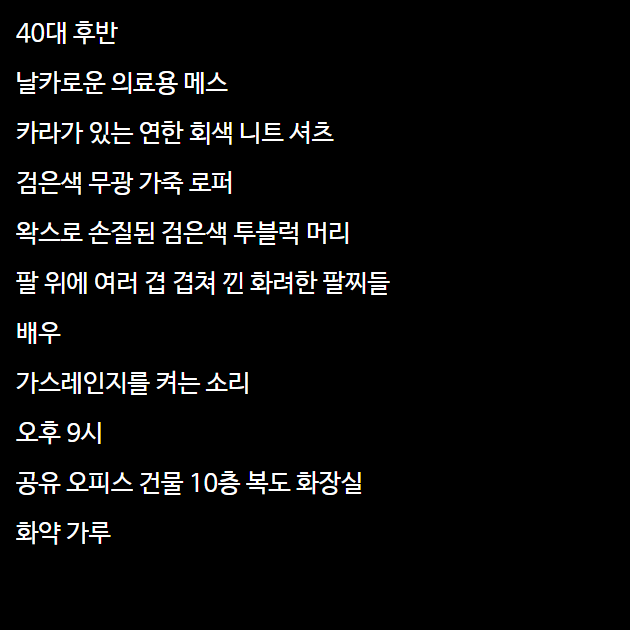 40대 후반
날카로운 의료용 메스
카라가 있는 연한 회색 니트 셔츠
검은색 무광 가죽 로퍼
왁스로 손질된 검은색 투블럭 머리
팔 위에 여러 겹 겹쳐 낀 화려한 팔찌들
배우
가스레인지를 켜는 소리
오후 9시
공유 오피스 건물 10층 복도 화장실
화약 가루